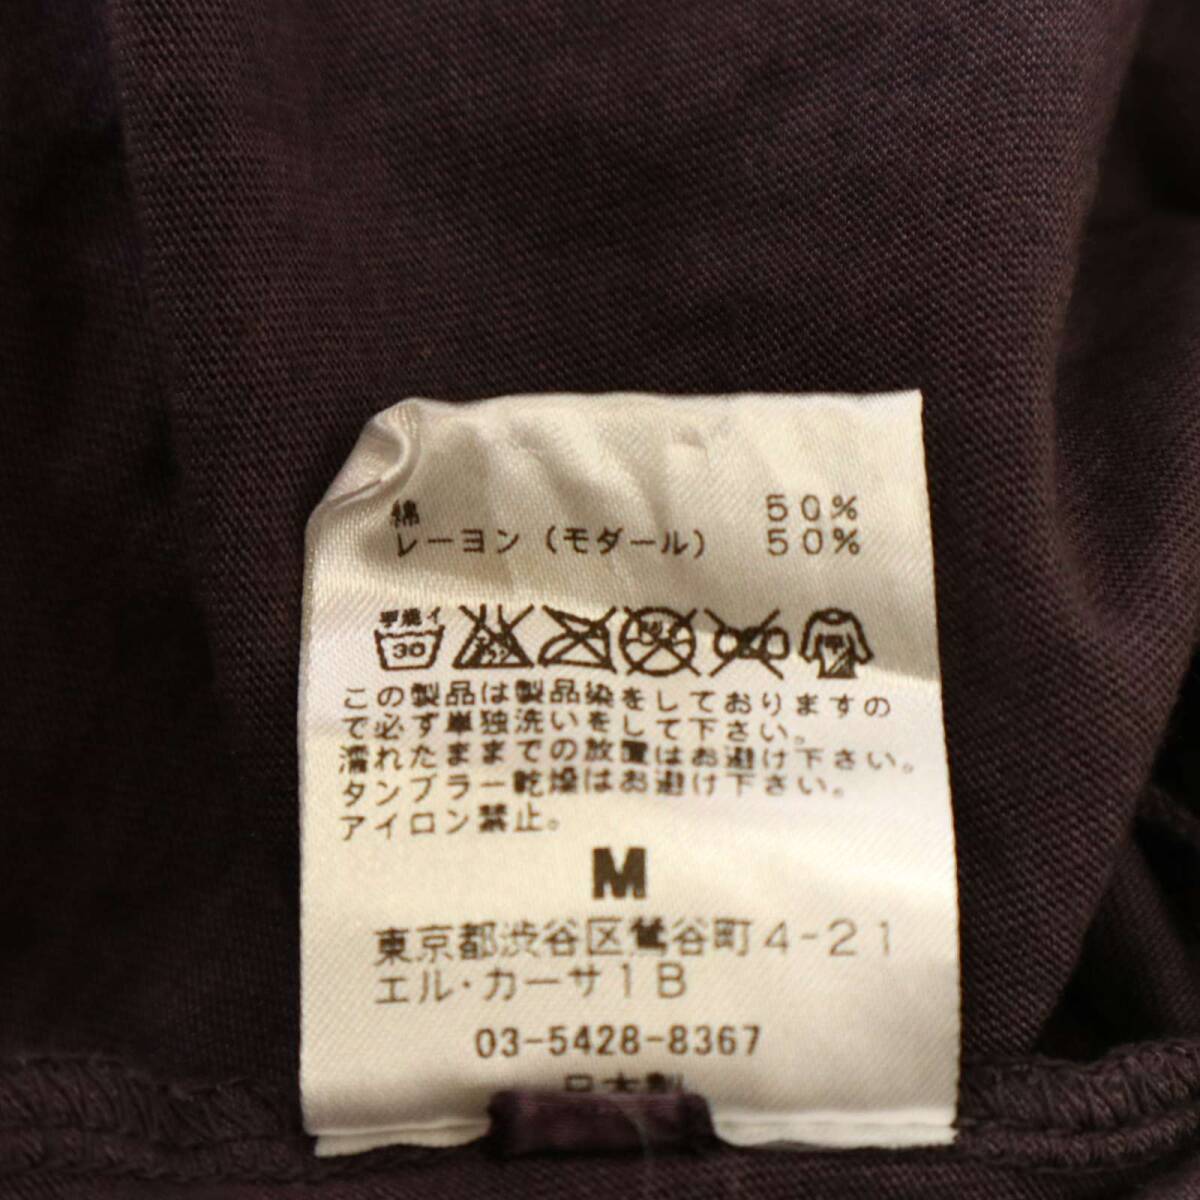 綿 50%
レーヨン(モダール) 50%
手洗イ
30
この製品は製品染をしておりますの
で必ず単独洗いをして下さい。
濡れたままでの放置はお避け下さい。
タンブラー乾燥はお避け下さい。
アイロン禁止。
M
東京都渋谷区鶯谷町4-21
エル・カーサ1B
03-5428-8367
日本製